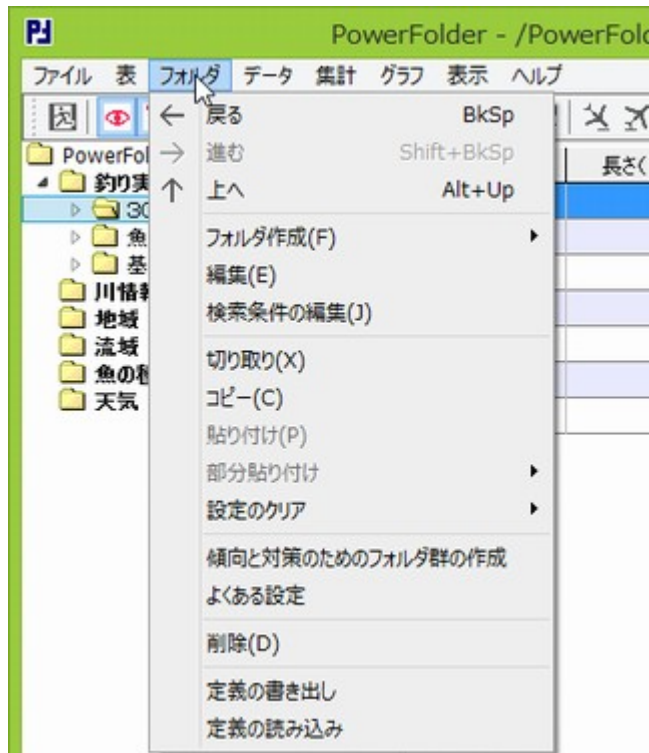 PowerFolder - /PowerFol
ファイル 表 フォルダ データ 集計 グラフ 表示 ヘルプ
戻る BkSp
進む Shift+BkSp
上へ Alt+Up
フォルダ作成(F)
編集(E)
検索条件の編集(J)
切り取り(X)
コピー(C)
貼り付け(P)
部分貼り付け
設定のクリア
傾向と対策のためのフォルダ群の作成
よくある設定
削除(D)
定義の書き出し
定義の読み込み
PowerFol
釣り実
30
魚
基
川情報
地域
流域
魚の種
天気
長さ(